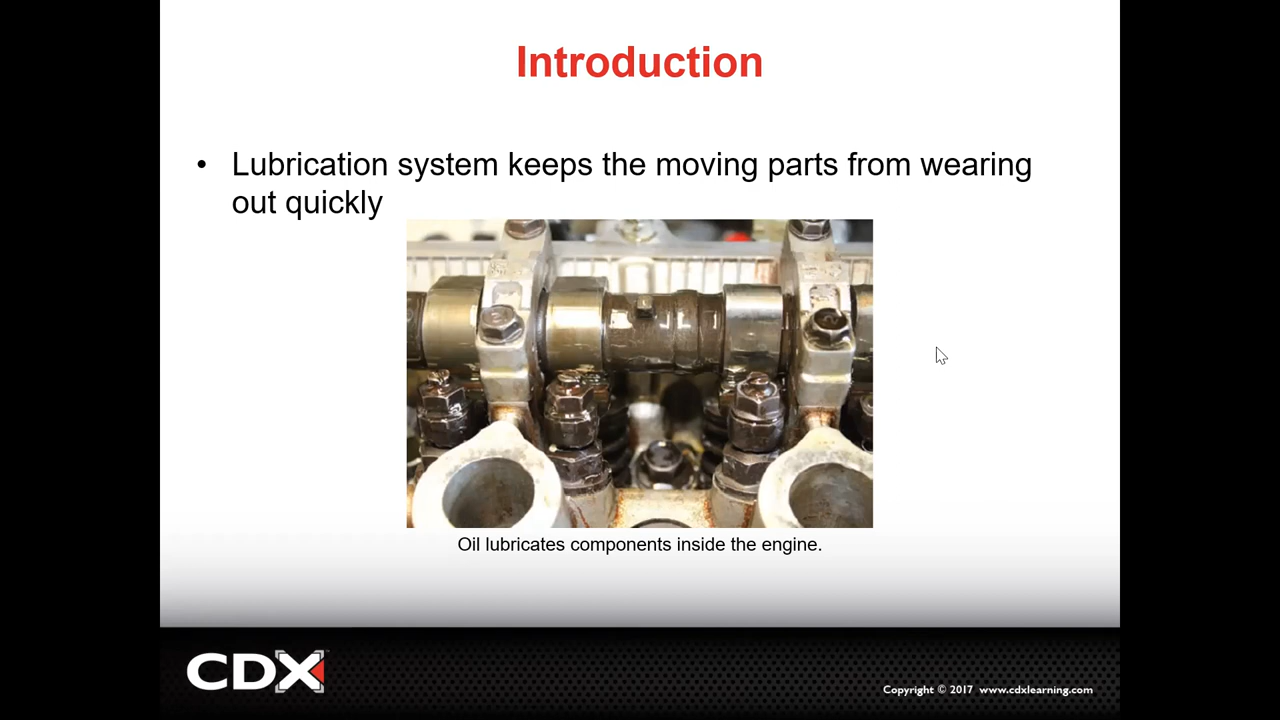 Introduction
• Lubrication system keeps the moving parts from wearing
out quickly
Oil lubricates components inside the engine.
CDX
Copyright © 2017 www.cdxlearning.com